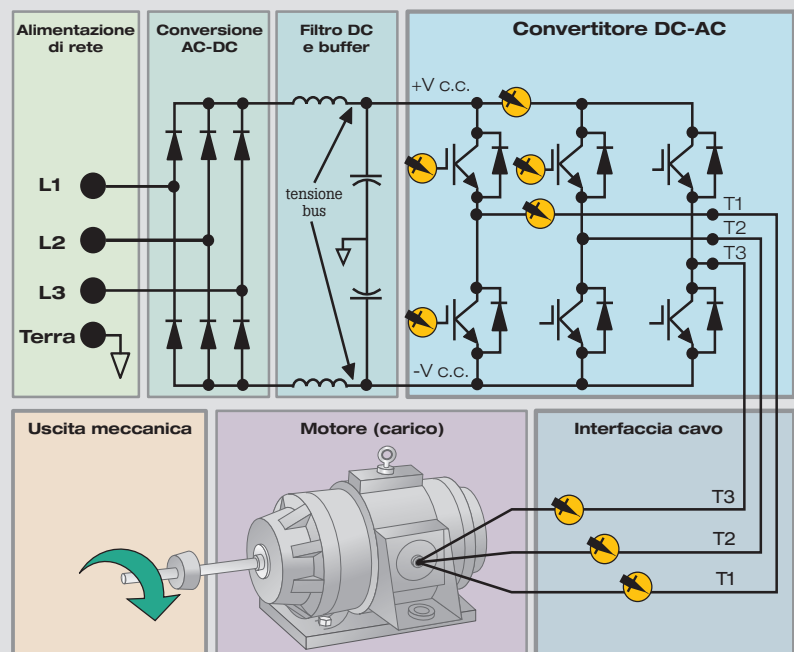 Alimentazione
di rete
Conversione
AC-DC
Filtro DC
e buffer
Convertitore DC-AC
+V c.c.
L1
L2
L3
Terra
tensione
bus
T1
T2
T3
-V c.c.
Uscita meccanica
Motore (carico)
Interfaccia cavo
T3
T2
T1